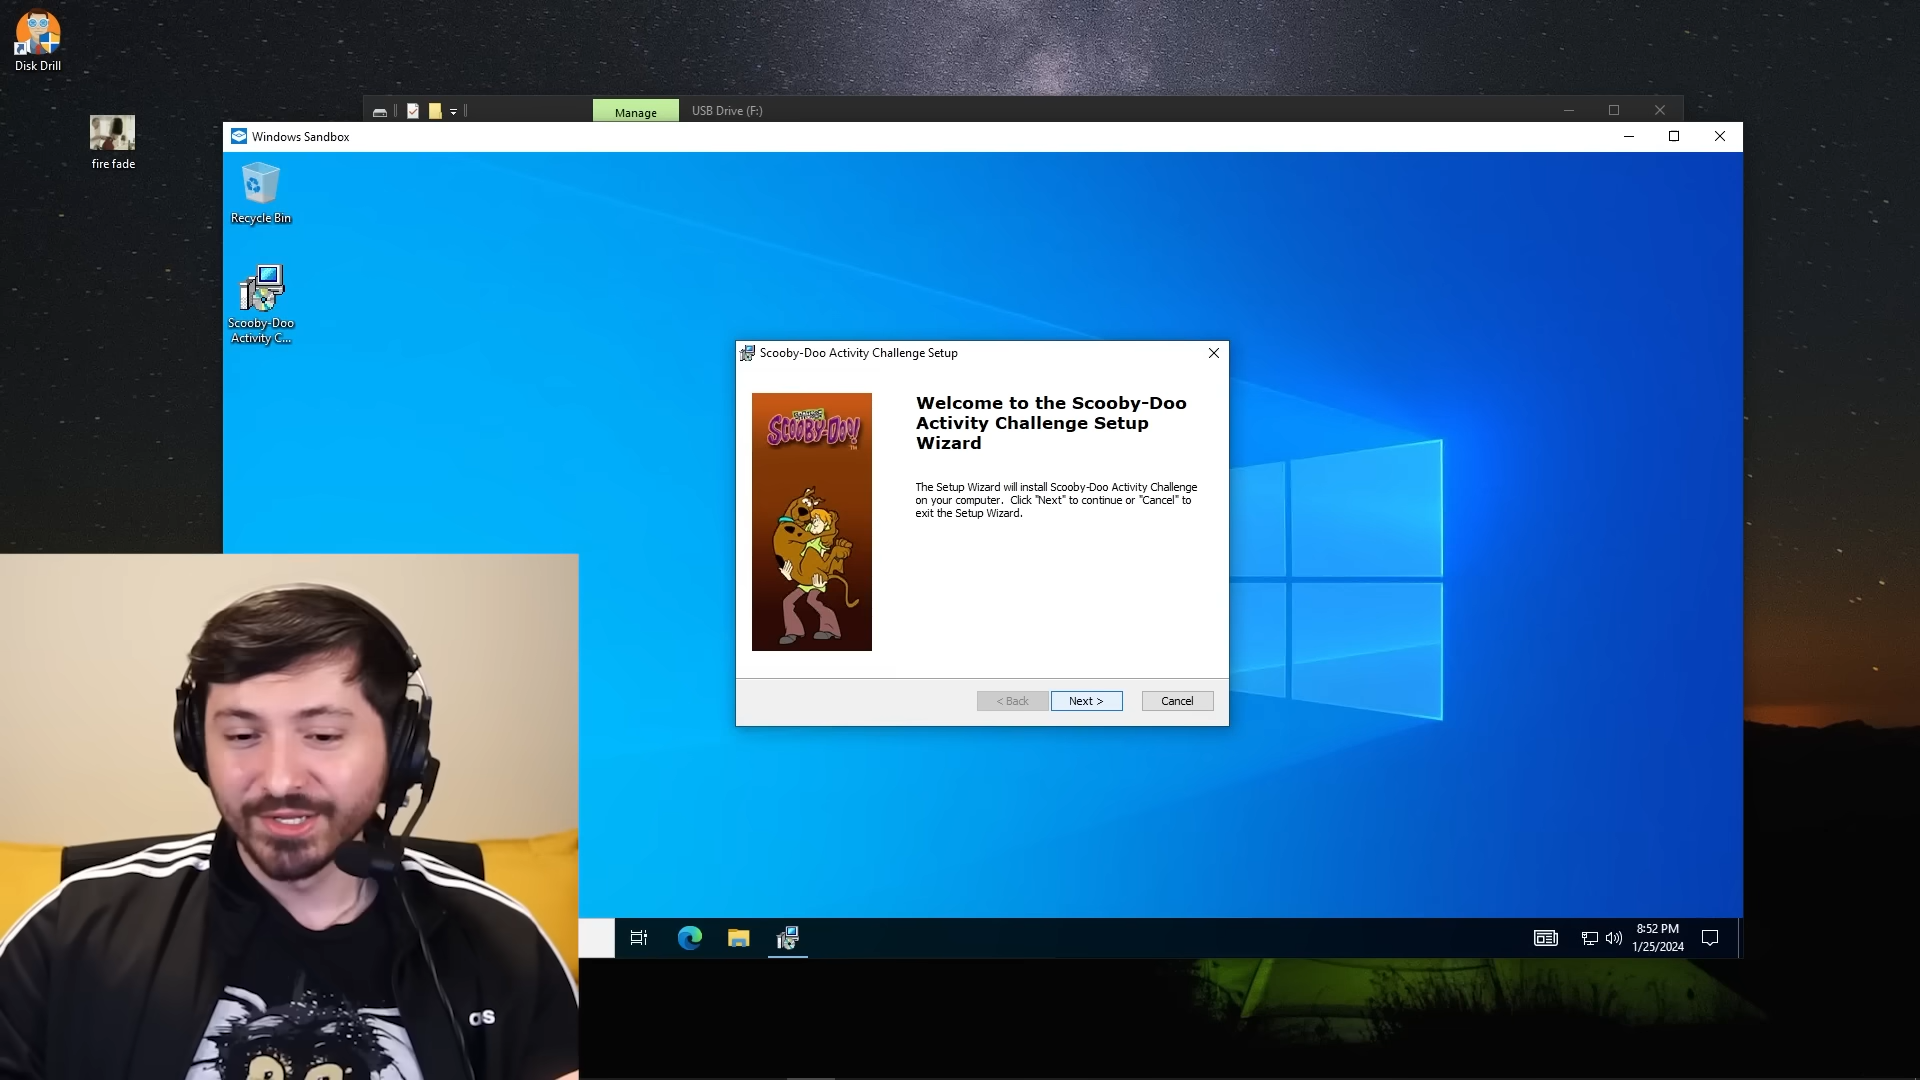 Disk Drill
fire fade
Manage
USB Drive (F:)
Windows Sandbox
Recycle Bin
Scooby-Doo
Activity C...
Scooby-Doo Activity Challenge Setup
SCOOBY-DOO!
TM
Welcome to the Scooby-Doo
Activity Challenge Setup
Wizard
The Setup Wizard will install Scooby-Doo Activity Challenge
on your computer. Click "Next" to continue or "Cancel" to
exit the Setup Wizard.
< Back
Next >
Cancel
8:52 PM
1/25/2024